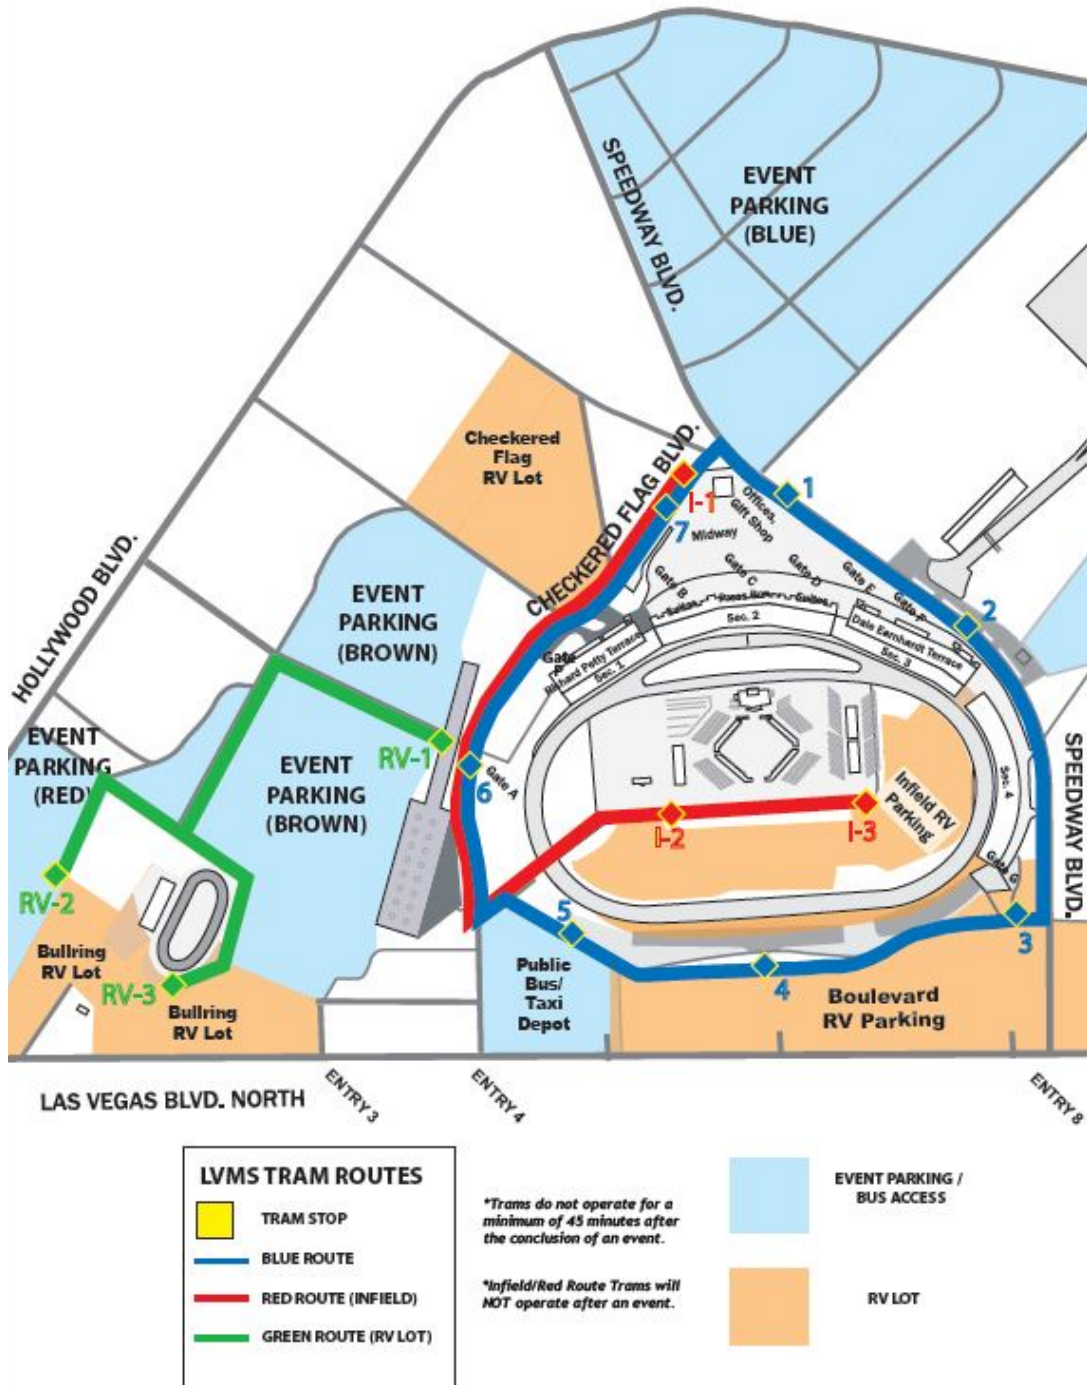 SPEEDWAY BLVD.
EVENT
PARKING
(BLUE)
Checkered
Flag
RV Lot
CHECKERED FLAG BLVD.
I-1
7
1
Offices,
Gift Shop
Midway
HOLLYWOOD BLVD.
EVENT
PARKING
(BROWN)
Gate B
Gate C
Gate D
Gate E
Gate F
2
Suites
Press Box
Suites
Sec. 2
Dale Earnhardt Terrace
Sec. 3
Gate
Richard Petty Terrace
Sec. 1
EVENT
PARKING
(RED)
EVENT
PARKING
(BROWN)
RV-1
6
Gate A
Infield RV
Parking
Sec. 4
SPEEDWAY BLVD.
I-2
I-3
Gate G
RV-2
5
3
Bullring
RV Lot
RV-3
Bullring
RV Lot
Public
Bus/
Taxi
Depot
4
Boulevard
RV Parking
LAS VEGAS BLVD. NORTH
ENTRY 3
ENTRY 4
ENTRY 8
LVMS TRAM ROUTES
TRAM STOP
BLUE ROUTE
RED ROUTE (INFIELD)
GREEN ROUTE (RV LOT)
*Trams do not operate for a
minimum of 45 minutes after
the conclusion of an event.
*Infield/Red Route Trams will
NOT operate after an event.
EVENT PARKING /
BUS ACCESS
RV LOT